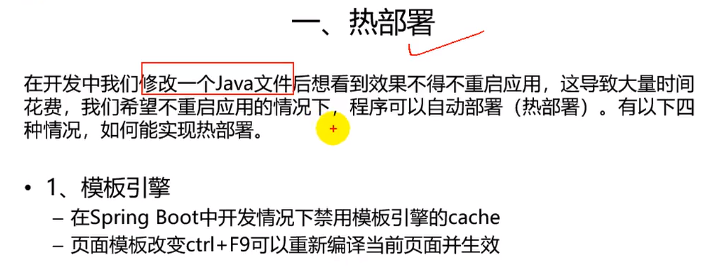 一、热部署
在开发中我们修改一个Java文件后想看到效果不得不重启应用，这导致大量时间
花费，我们希望不重启应用的情况下，程序可以自动部署（热部署）。有以下四
种情况，如何能实现热部署。
• 1、模板引擎
– 在Spring Boot中开发情况下禁用模板引擎的cache
– 页面模板改变ctrl+F9可以重新编译当前页面并生效